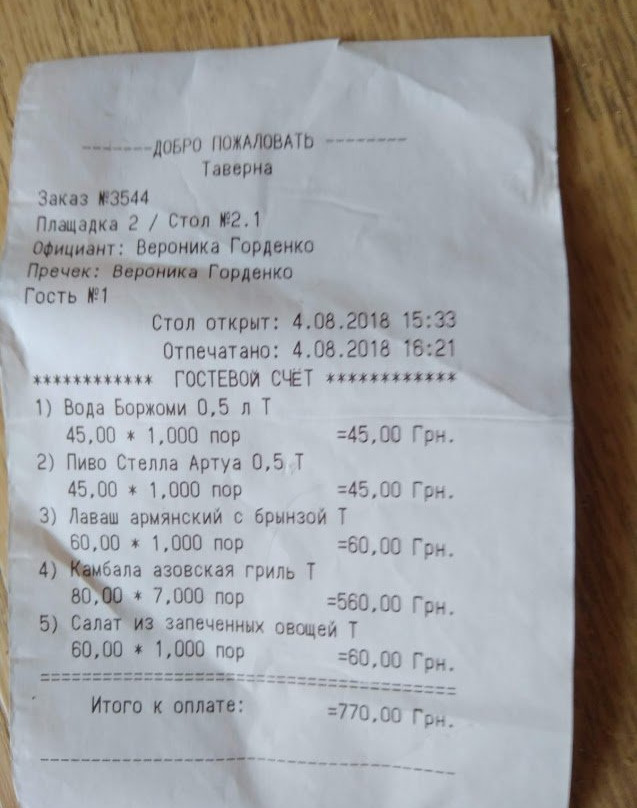 -------ДОБРО ПОЖАЛОВАТЬ --------
Таверна
Заказ №3544
Плащадка 2 / Стол №2.1
Официант: Вероника Горденко
Пречек: Вероника Горденко
Гость №1
Стол открыт: 4.08.2018 15:33
Отпечатано: 4.08.2018 16:21
************ ГОСТЕВОЙ СЧЁТ ************
1) Вода Боржоми 0,5 л Т
45,00 * 1,000 пор =45,00 Грн.
2) Пиво Стелла Артуа 0,5 Т
45,00 * 1,000 пор =45,00 Грн.
3) Лаваш армянский с брынзой Т
60,00 * 1,000 пор =60,00 Грн.
4) Камбала азовская гриль Т
80,00 * 7,000 пор =560,00 Грн.
5) Салат из запеченных овощей Т
60,00 * 1,000 пор =60,00 Грн.
========================================
Итого к оплате: =770,00 Грн.
----------------------------------------